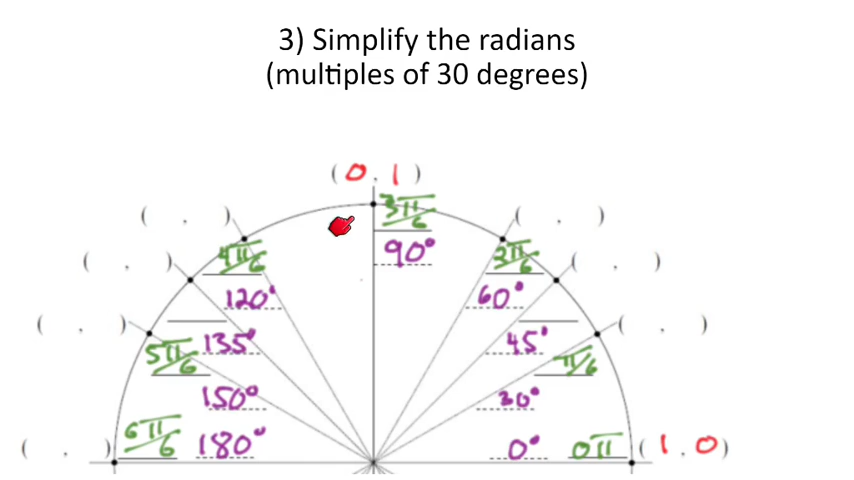 3) Simplify the radians
(multiples of 30 degrees)
(0, 1)
3π/6
90°
( , ) ( , )
4π/6 2π/6
( , ) ( , )
120° 60°
( , ) ( , )
135° 45°
5π/6 π/6
150° 30°
( , ) 6π/6 180° 0° 0π (1, 0)